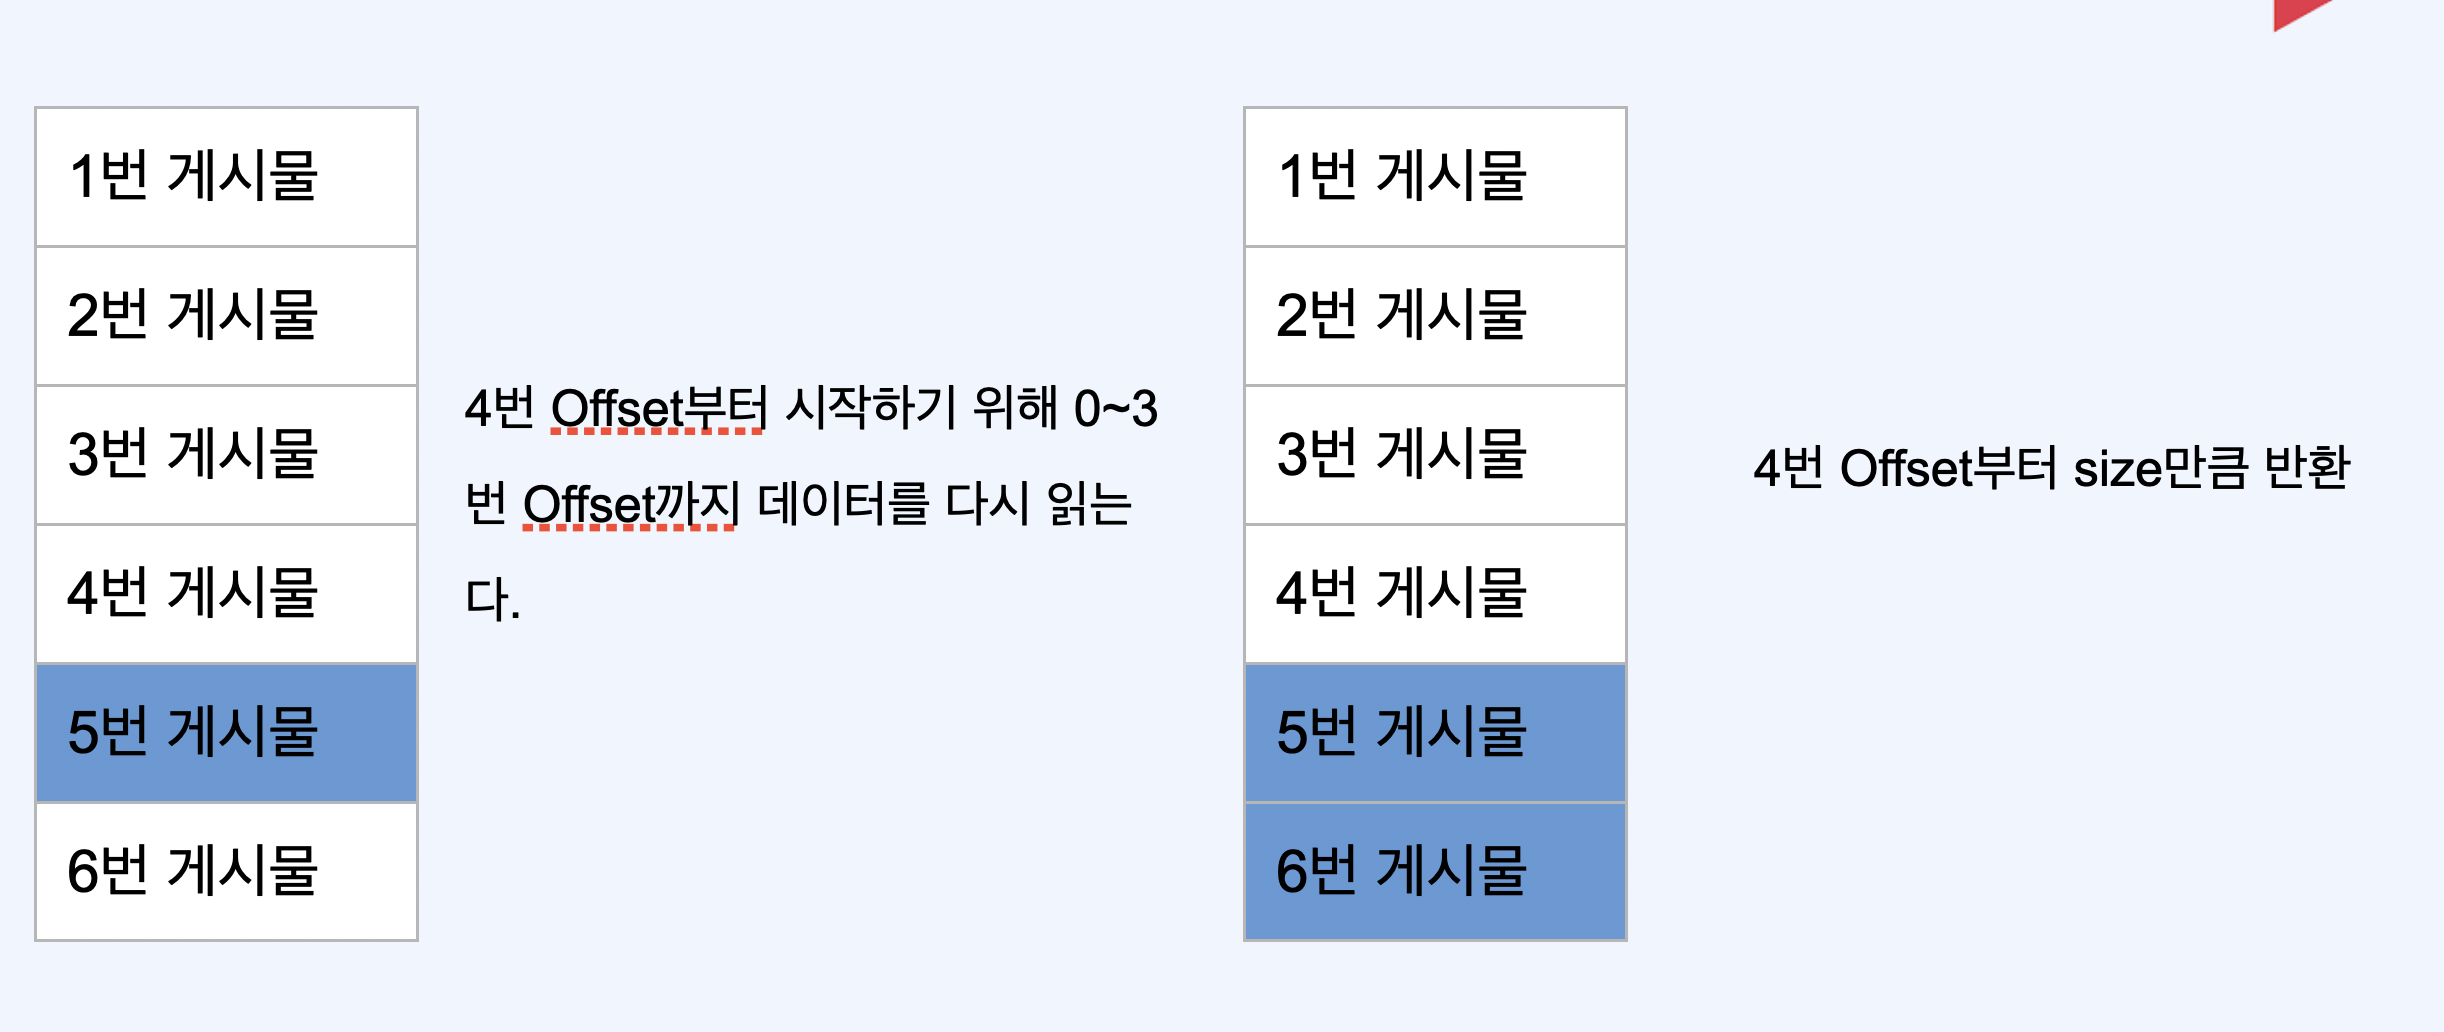 1번 게시물
2번 게시물
3번 게시물
4번 게시물
5번 게시물
6번 게시물
4번 Offset부터 시작하기 위해 0~3
번 Offset까지 데이터를 다시 읽는
다.
1번 게시물
2번 게시물
3번 게시물
4번 게시물
5번 게시물
6번 게시물
4번 Offset부터 size만큼 반환